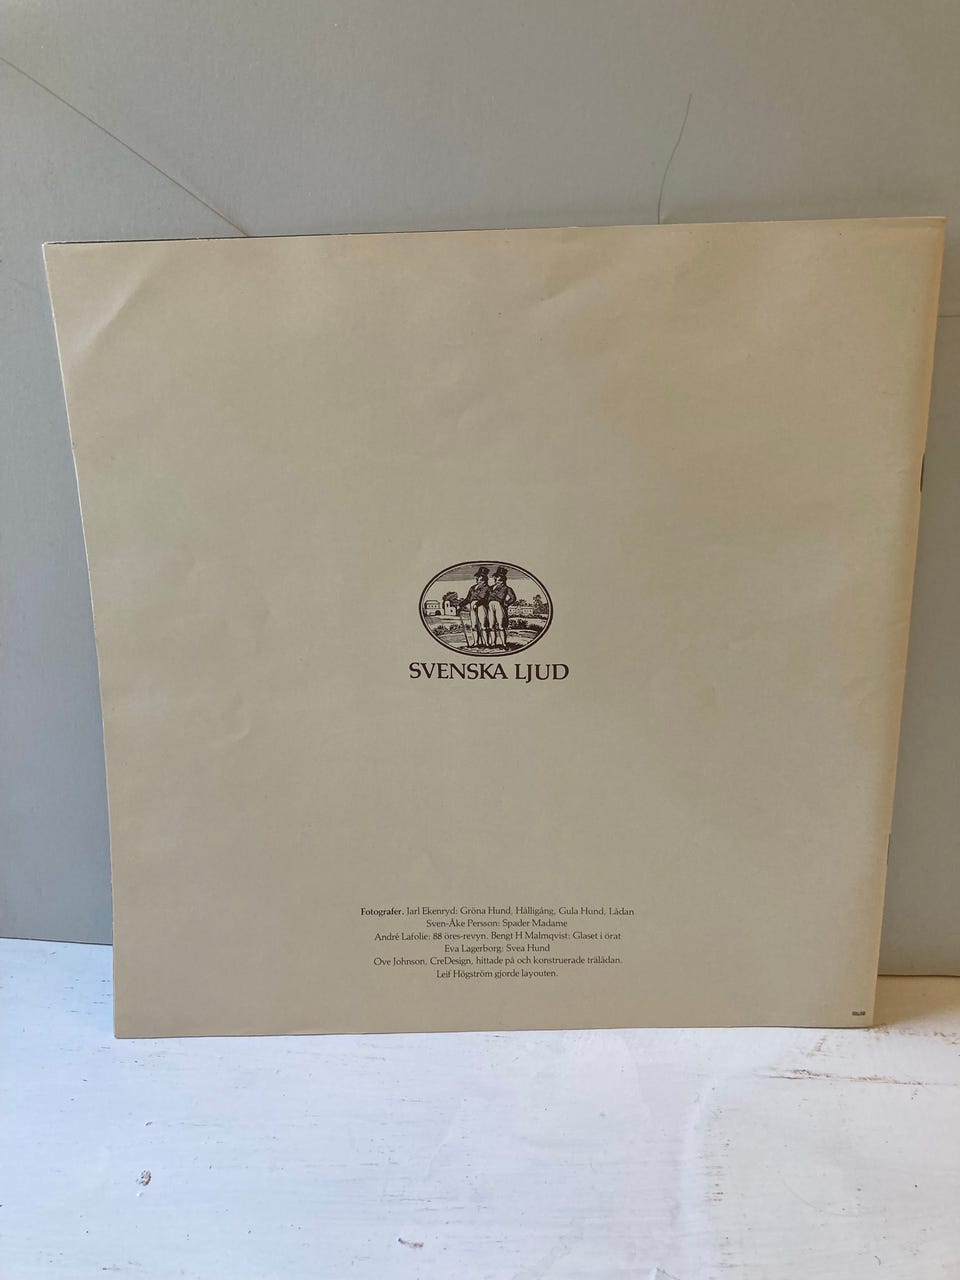 SVENSKA LJUD
Fotografer. Jarl Ekenryd: Gröna Hund, Hålligång, Gula Hund, Lådan
Sven-Åke Persson: Spader Madame
André Lafolie: 88 öres-revyn. Bengt H Malmqvist: Glaset i örat
Eva Lagerborg: Svea Hund
Ove Johnson, CreDesign, hittade på och konstruerade trälådan.
Leif Högström gjorde layouten.